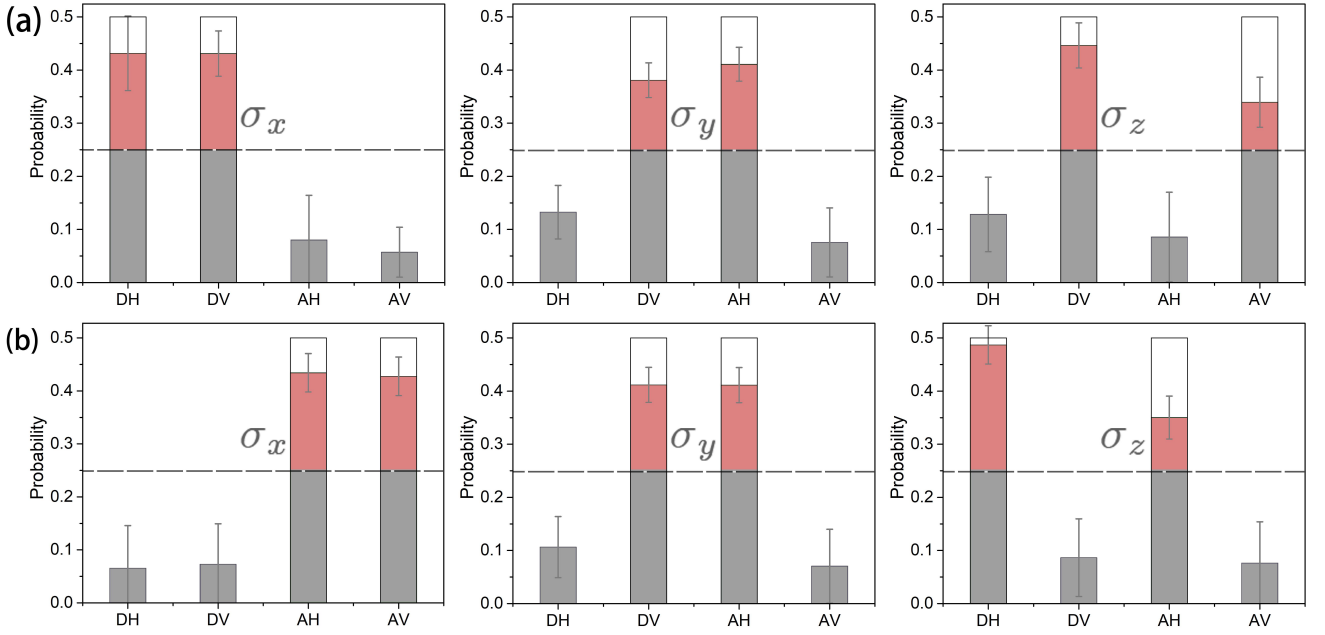 (a)
Probability
0.5
0.4
0.3
0.2
0.1
0.0
σx
DH DV AH AV
Probability
0.5
0.4
0.3
0.2
0.1
0.0
σy
DH DV AH AV
Probability
0.5
0.4
0.3
0.2
0.1
0.0
σz
DH DV AH AV
(b)
Probability
0.5
0.4
0.3
0.2
0.1
0.0
σx
DH DV AH AV
Probability
0.5
0.4
0.3
0.2
0.1
0.0
σy
DH DV AH AV
Probability
0.5
0.4
0.3
0.2
0.1
0.0
σz
DH DV AH AV